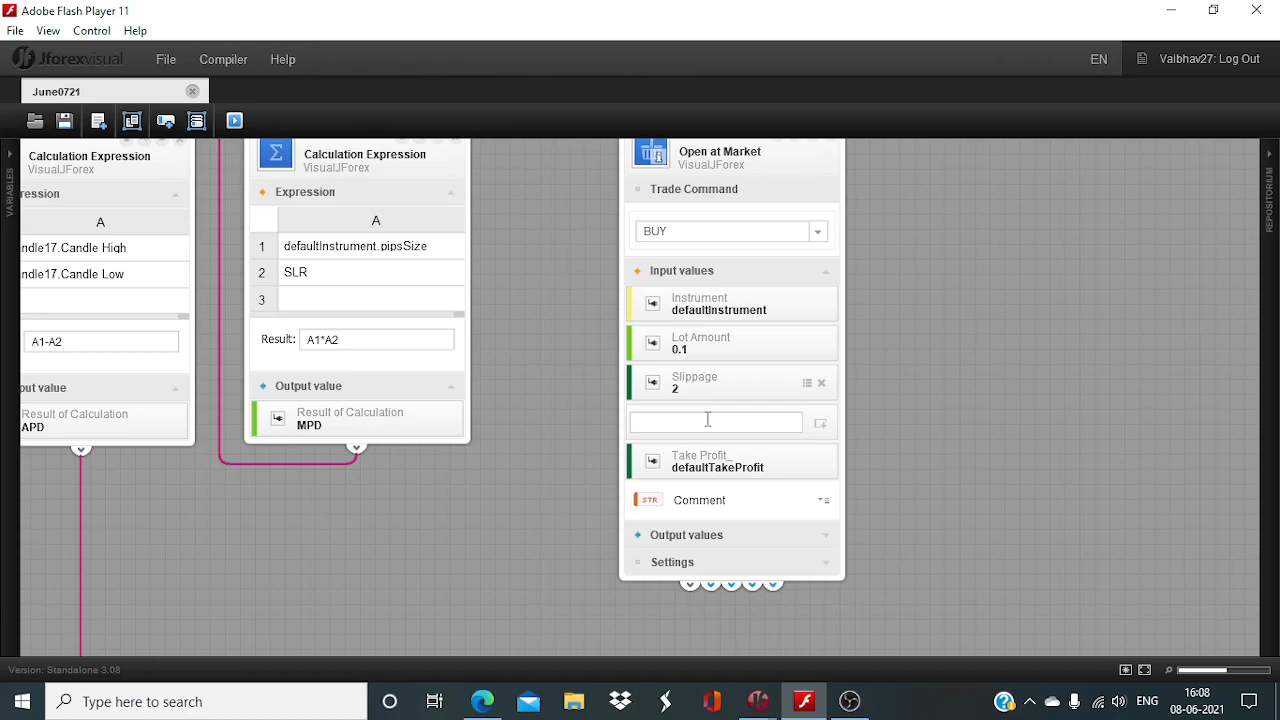 Adobe Flash Player 11
File View Control Help
Jforexvisual File Compiler Help EN Vaibhav27: Log Out
June0721
VARIABLES
REPOSITORIUM
Calculation Expression
VisualJForex
ression
A
ndle17.Candle High
ndle17.Candle Low
A1-A2
put value
Result of Calculation
APD
Calculation Expression
VisualJForex
Expression
A
1 defaultInstrument.pipsSize
2 SLR
3
Result: A1*A2
Output value
Result of Calculation
MPD
Open at Market
VisualJForex
Trade Command
BUY
Input values
Instrument
defaultInstrument
Lot Amount
0.1
Slippage
2
Take Profit_
defaultTakeProfit
STR Comment
Output values
Settings
Version: Standalone 3.08
Type here to search
ENG
16:08
08-06-2021